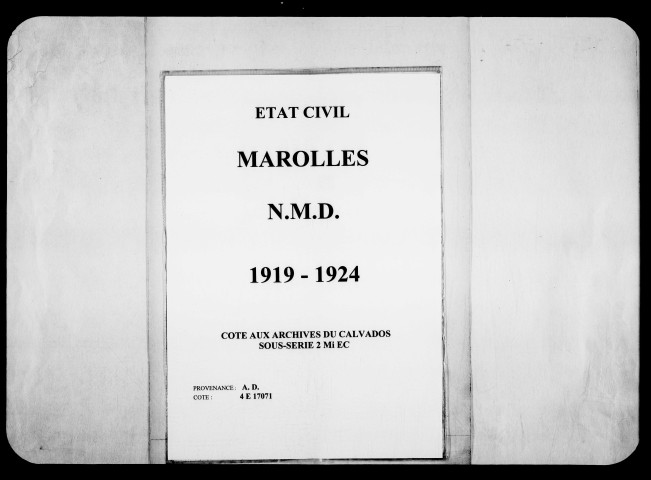 ETAT CIVIL
MAROLLES
N.M.D.
1919 - 1924
COTE AUX ARCHIVES DU CALVADOS
SOUS-SERIE 2 Mi EC
PROVENANCE : A. D.
COTE : 4 E 17071